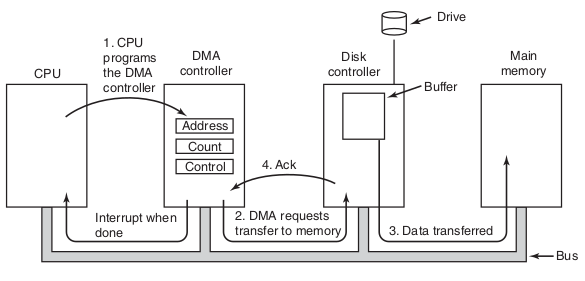 Drive
1. CPU
programs
the DMA
controller
CPU
DMA
controller
Disk
controller
Main
memory
Buffer
Address
Count
Control
4. Ack
Interrupt when
done
2. DMA requests
transfer to memory
3. Data transferred
Bus